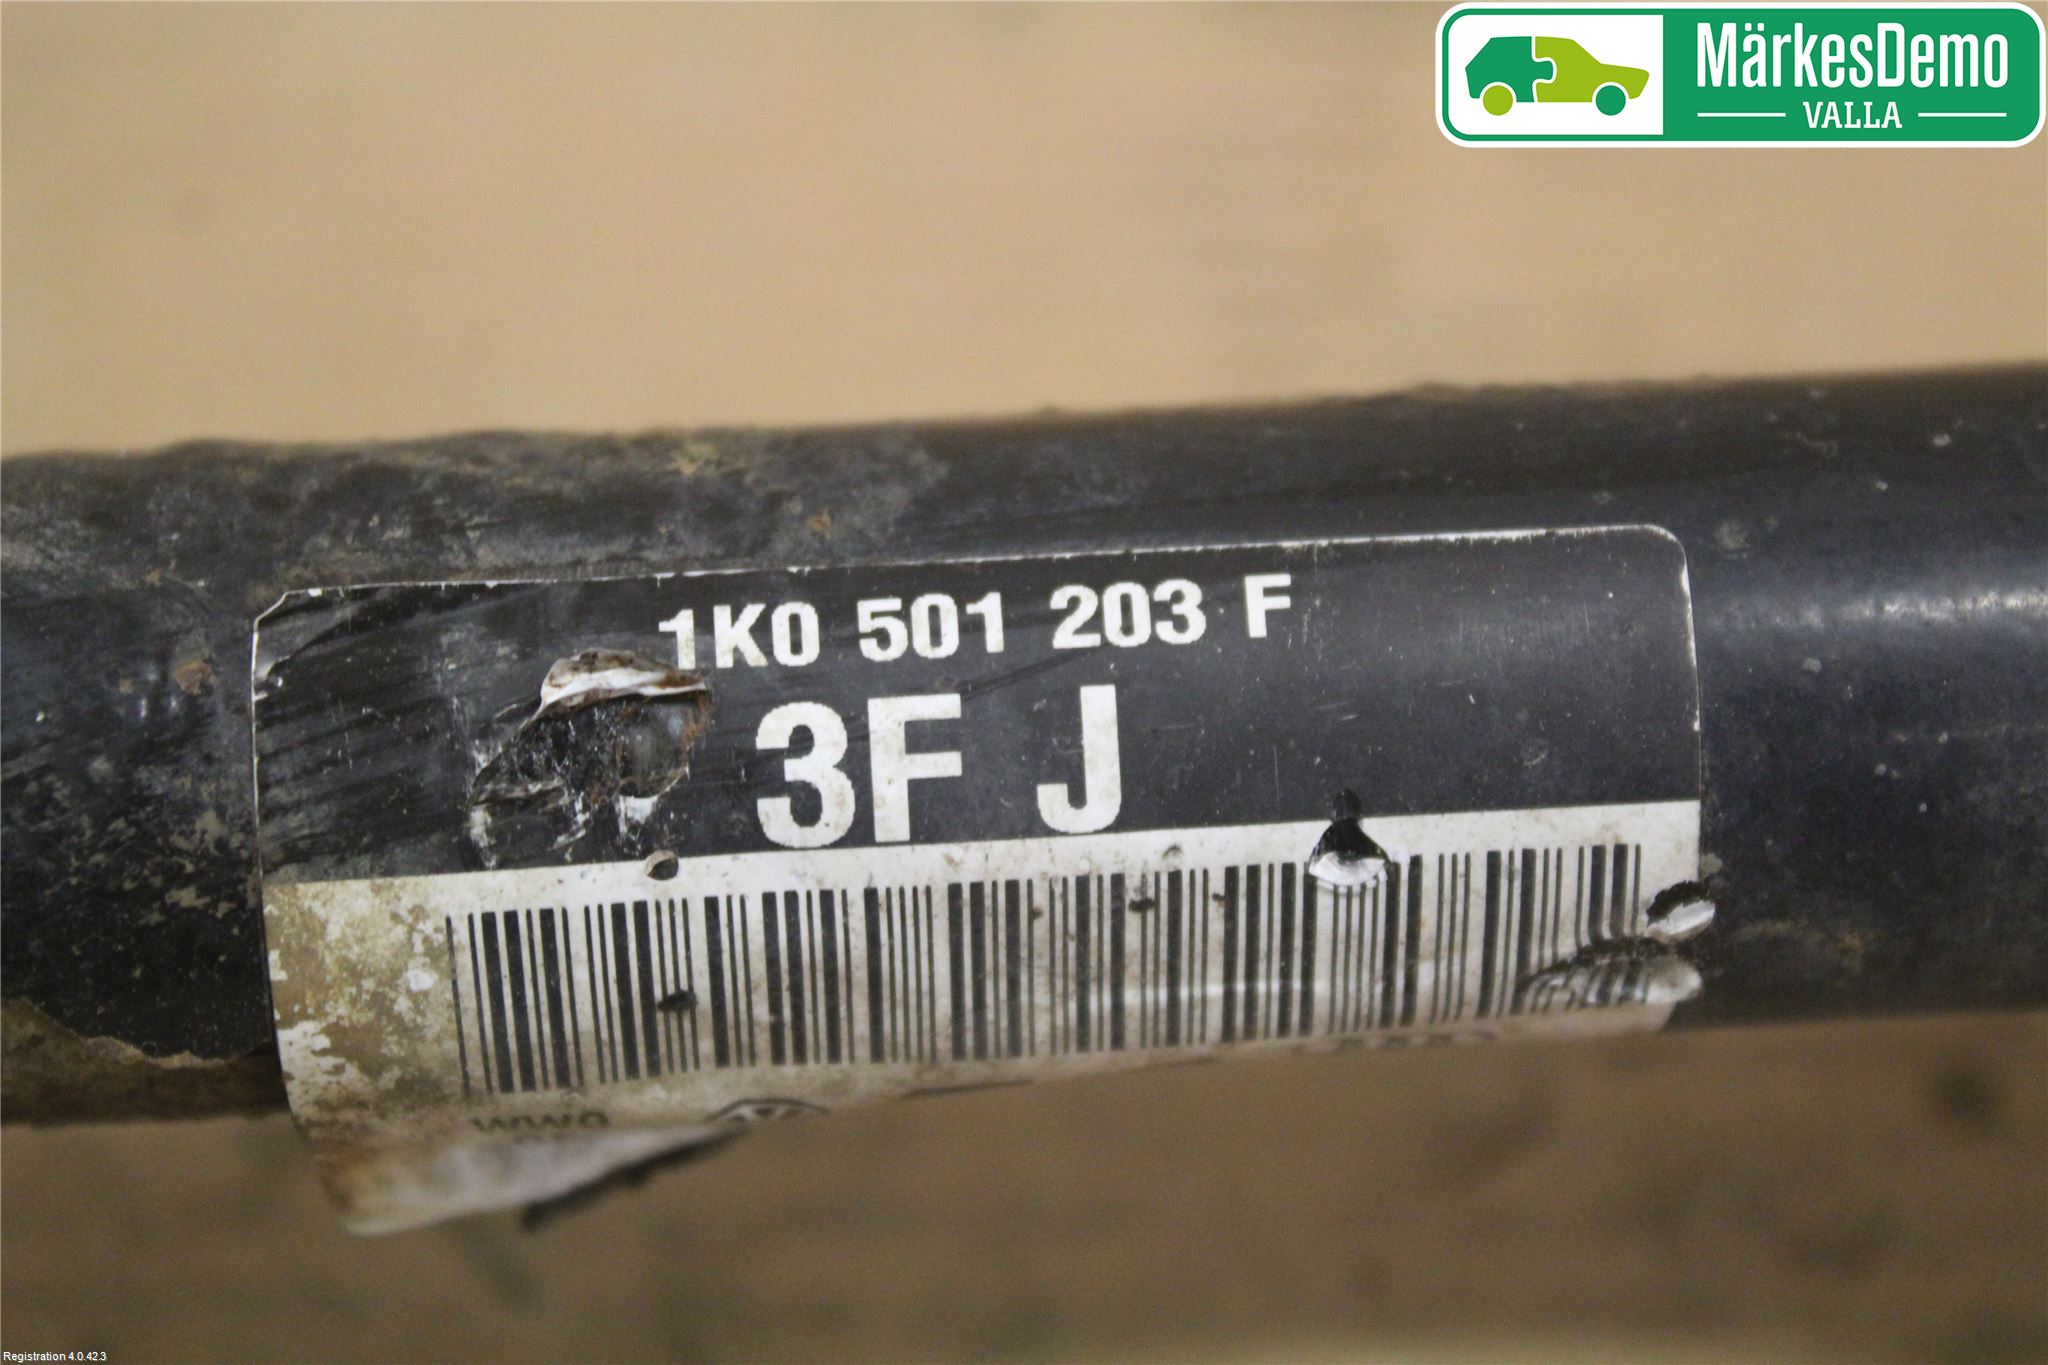 MärkesDemo
VALLA
1K0 501 203 F
3F J
Registration 4.0.42.3